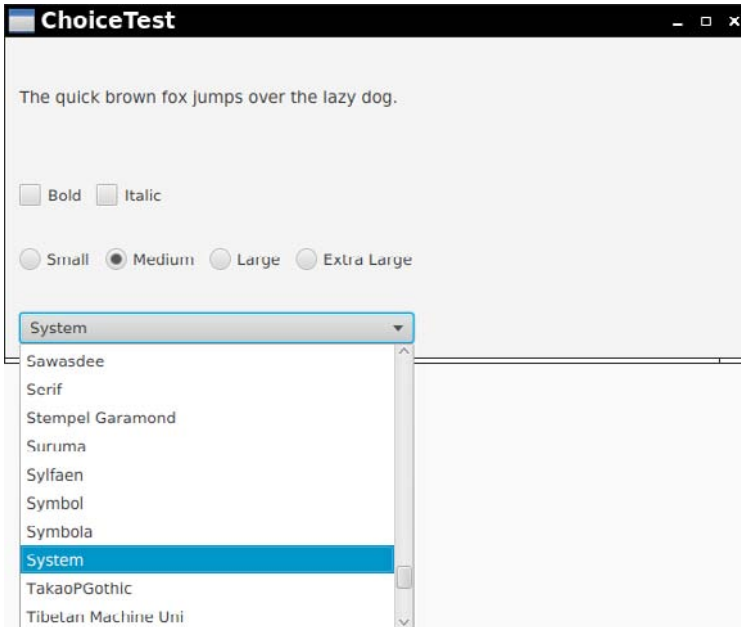 ChoiceTest
The quick brown fox jumps over the lazy dog.
Bold Italic
Small Medium Large Extra Large
System
Sawasdee
Serif
Stempel Garamond
Suruma
Sylfaen
Symbol
Symbola
System
TakaoPGothic
Tibetan Machine Uni